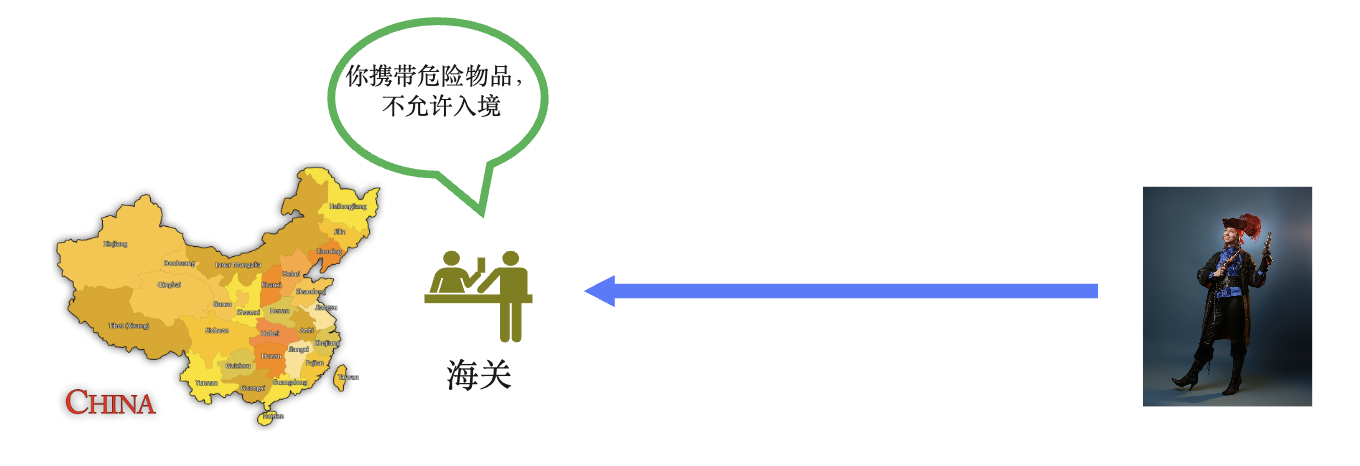 你携带危险物品，
不允许入境
Heilongjiang
Jilin
Liaoning
Xinjiang
Inner mongolia
Hebei
Qinghai
Shanxi
Shandong
Gansu
Shaanxi
Henan
Jiangsu
Tibet (Xizang)
Sichuan
Hubei
Anhi
Zhejiang
Hunan
Jiangxi
Guizhou
Fujian
Yunnan
Guangxi
Guangdong
Taiwan
Hainan
海关
CHINA